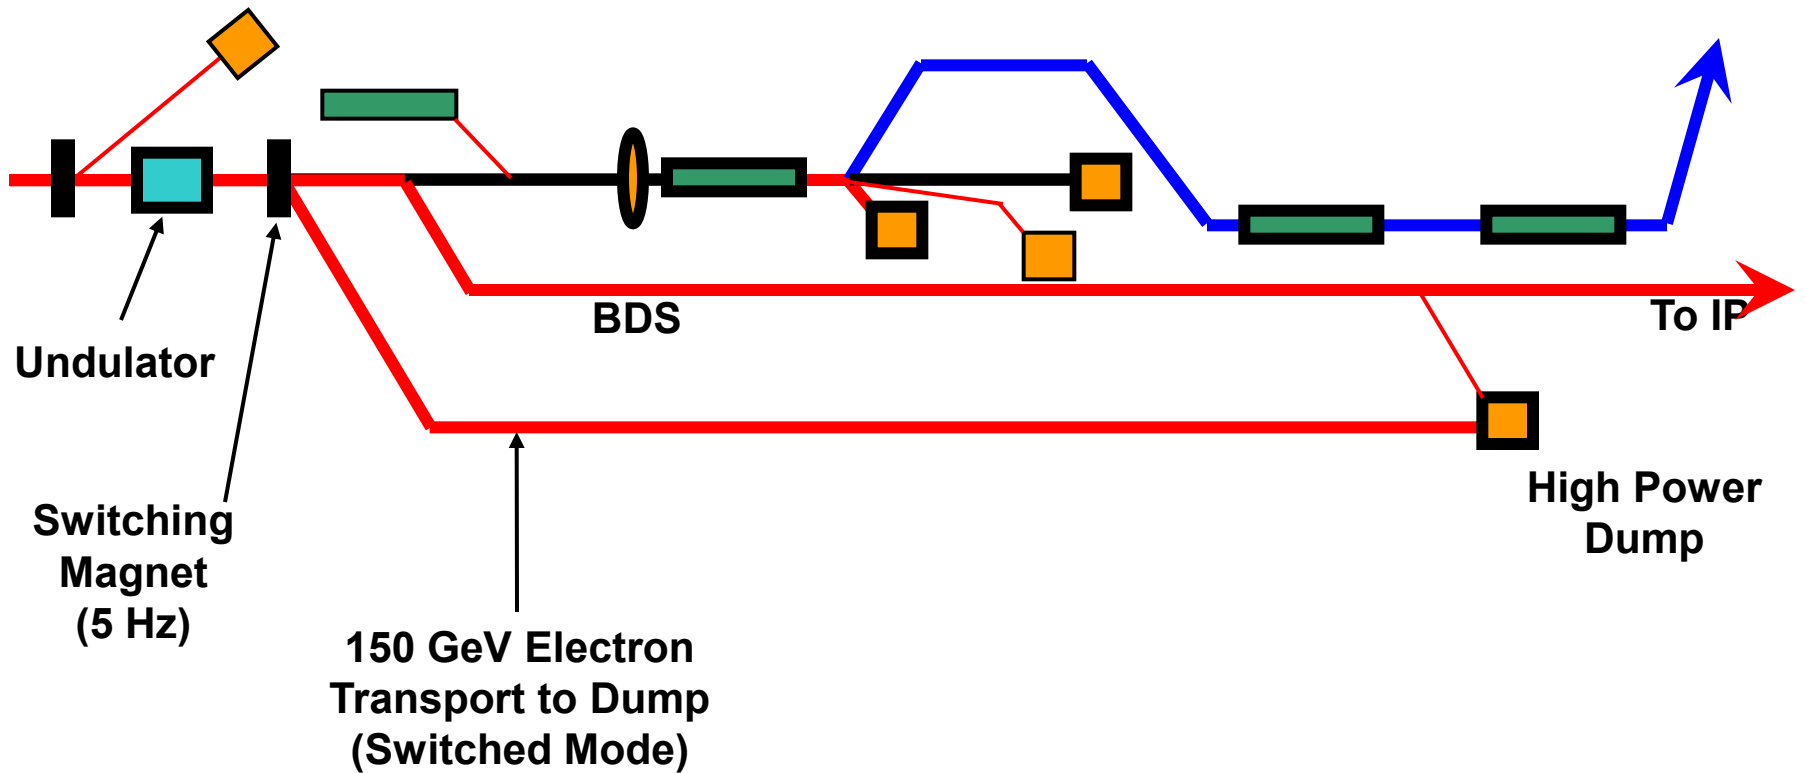 BDS
To IP
Undulator
High Power
Dump
Switching
Magnet
(5 Hz)
150 GeV Electron
Transport to Dump
(Switched Mode)